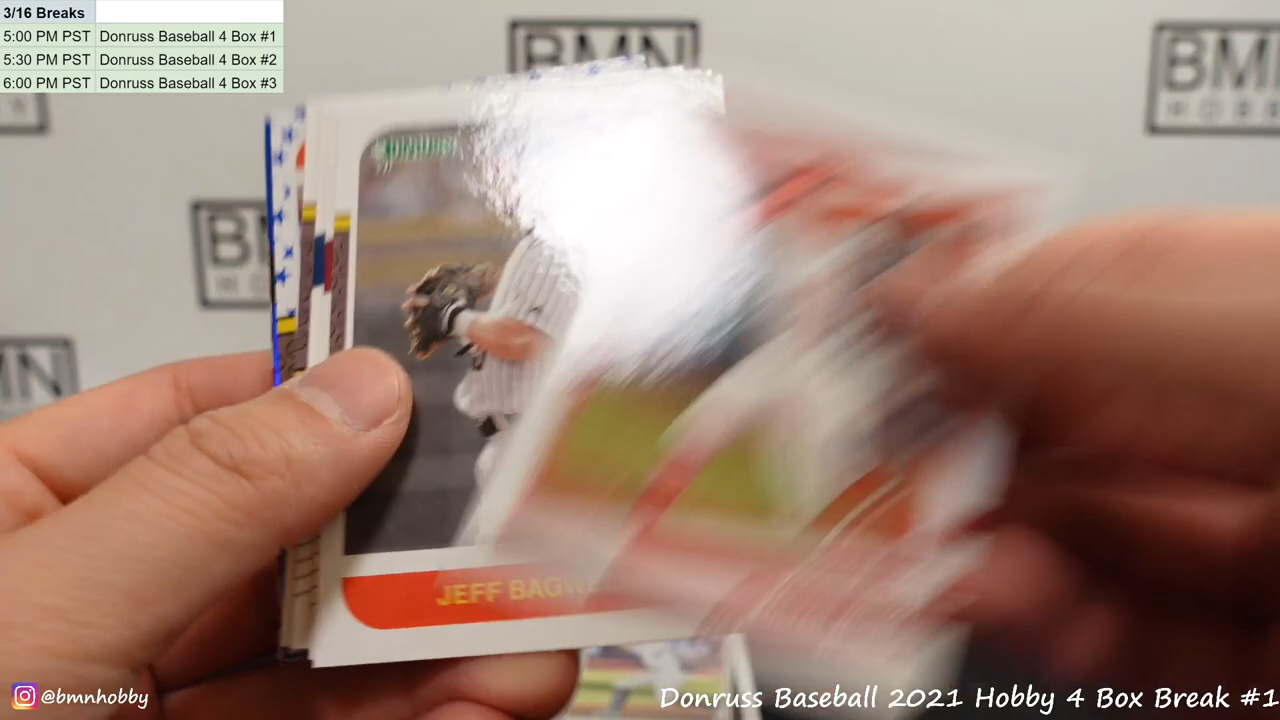 3/16 Breaks
5:00 PM PST Donruss Baseball 4 Box #1
5:30 PM PST Donruss Baseball 4 Box #2
6:00 PM PST Donruss Baseball 4 Box #3
BMN
BMN
JEFF
@bmnhobby
Donruss Baseball 2021 Hobby 4 Box Break #1